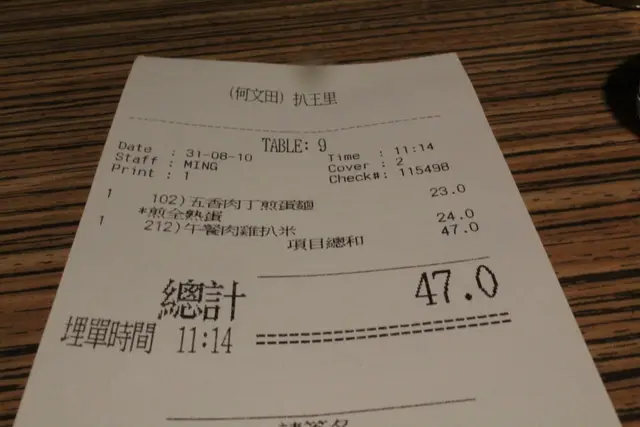 (何文田) 扒王里
TABLE: 9
Date : 31-08-10 Time : 11:14
Staff : MING Cover : 2
Print : 1 Check#: 115498
1 102)五香肉丁煎蛋麵 23.0
*煎全熟蛋
1 212)午餐肉雞扒米 24.0
項目總和 47.0
總計 47.0
埋單時間 11:14